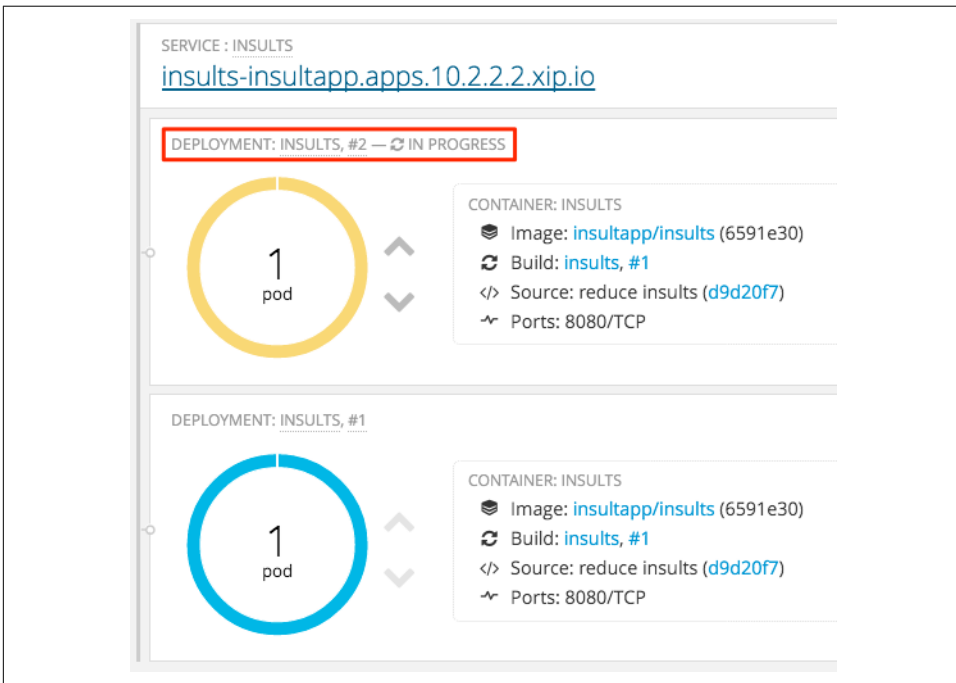 SERVICE : INSULTS
insults-insultapp.apps.10.2.2.2.xip.io
DEPLOYMENT: INSULTS, #2 — IN PROGRESS
1
pod
CONTAINER: INSULTS
Image: insultapp/insults (6591e30)
Build: insults, #1
</> Source: reduce insults (d9d20f7)
Ports: 8080/TCP
DEPLOYMENT: INSULTS, #1
1
pod
CONTAINER: INSULTS
Image: insultapp/insults (6591e30)
Build: insults, #1
</> Source: reduce insults (d9d20f7)
Ports: 8080/TCP